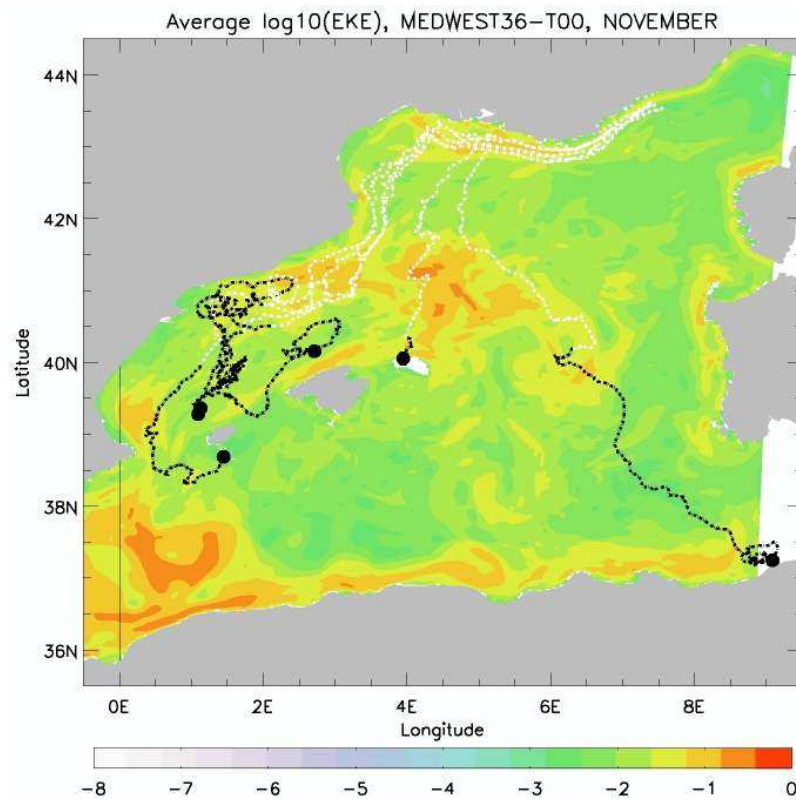 Average log10(EKE), MEDWEST36-T00, NOVEMBER
44N
42N
40N
38N
36N
Latitude
0E 2E 4E 6E 8E
Longitude
-8 -7 -6 -5 -4 -3 -2 -1 0